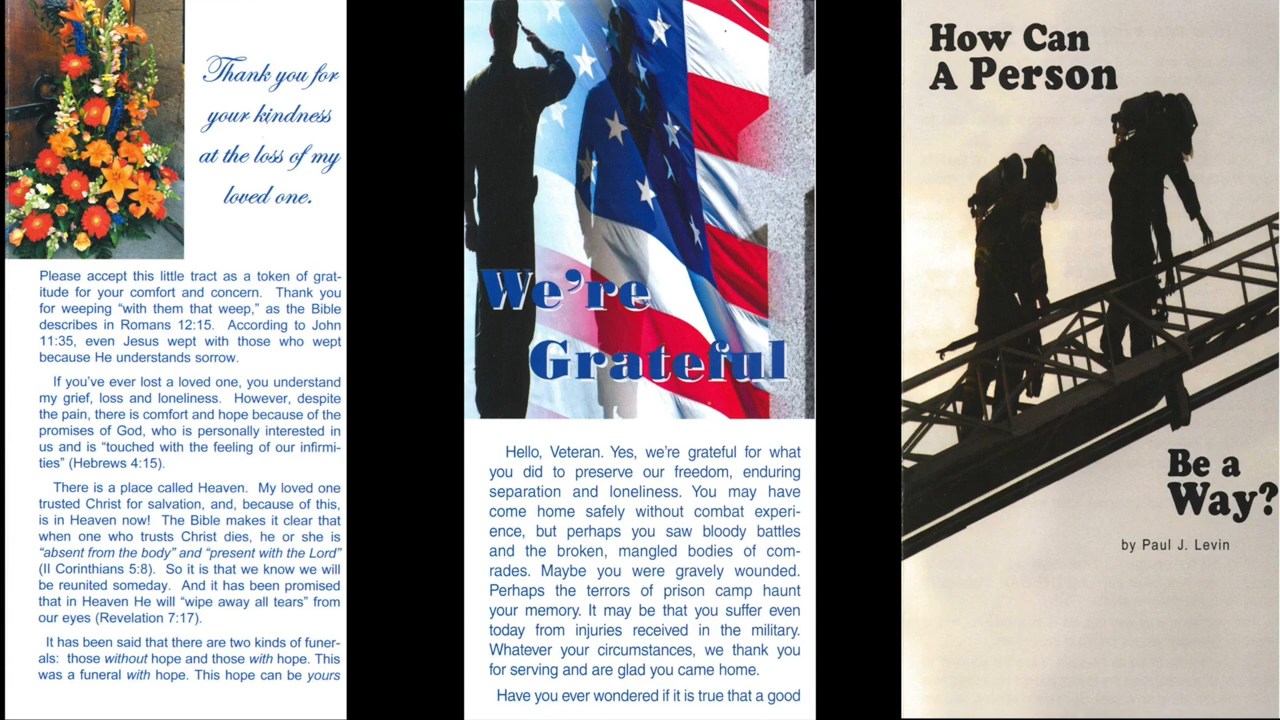 Thank you for
your kindness
at the loss of my
loved one.
Please accept this little tract as a token of grat-
itude for your comfort and concern. Thank you
for weeping “with them that weep,” as the Bible
describes in Romans 12:15. According to John
11:35, even Jesus wept with those who wept
because He understands sorrow.
If you’ve ever lost a loved one, you understand
my grief, loss and loneliness. However, despite
the pain, there is comfort and hope because of the
promises of God, who is personally interested in
us and is “touched with the feeling of our infirmi-
ties” (Hebrews 4:15).
There is a place called Heaven. My loved one
trusted Christ for salvation, and, because of this,
is in Heaven now! The Bible makes it clear that
when one who trusts Christ dies, he or she is
“absent from the body” and “present with the Lord”
(II Corinthians 5:8). So it is that we know we will
be reunited someday. And it has been promised
that in Heaven He will “wipe away all tears” from
our eyes (Revelation 7:17).
It has been said that there are two kinds of funer-
als: those without hope and those with hope. This
was a funeral with hope. This hope can be yours
We’re
Grateful
Hello, Veteran. Yes, we’re grateful for what
you did to preserve our freedom, enduring
separation and loneliness. You may have
come home safely without combat experi-
ence, but perhaps you saw bloody battles
and the broken, mangled bodies of com-
rades. Maybe you were gravely wounded.
Perhaps the terrors of prison camp haunt
your memory. It may be that you suffer even
today from injuries received in the military.
Whatever your circumstances, we thank you
for serving and are glad you came home.
Have you ever wondered if it is true that a good
How Can
A Person
Be a
Way?
by Paul J. Levin